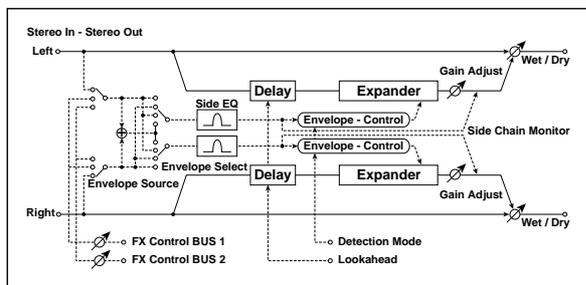 Stereo In - Stereo Out
Left
Wet / Dry
Delay
Expander
Gain Adjust
Side EQ
Envelope - Control
Side Chain Monitor
Envelope - Control
Envelope Select
Envelope Source
Delay
Expander
Gain Adjust
Right
Wet / Dry
FX Control BUS 1
Detection Mode
FX Control BUS 2
Lookahead